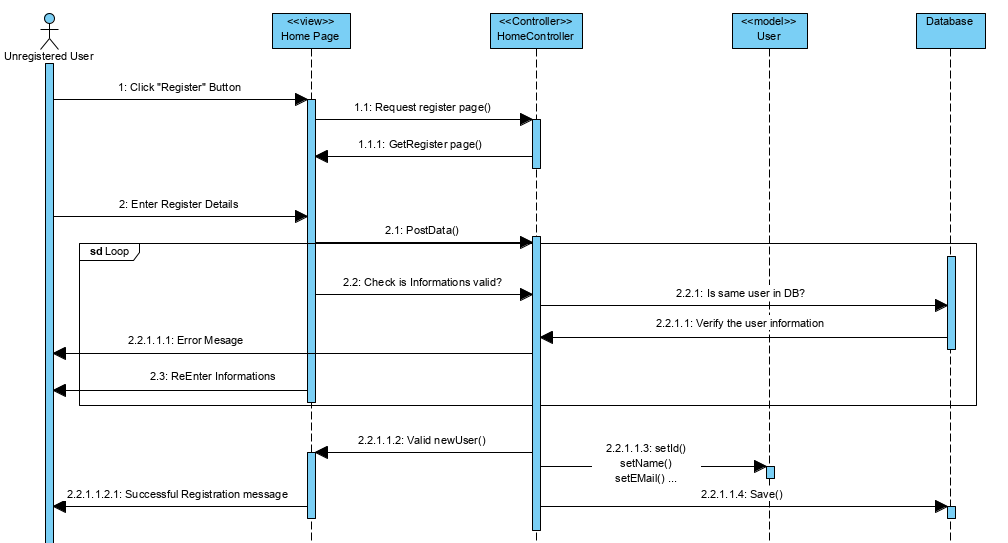 <<view>>
Home Page
<<Controller>>
HomeController
<<model>>
User
Database
Unregistered User
1: Click "Register" Button
1.1: Request register page()
1.1.1: GetRegister page()
2: Enter Register Details
2.1: PostData()
sd Loop
2.2: Check is Informations valid?
2.2.1: Is same user in DB?
2.2.1.1: Verify the user information
2.2.1.1.1: Error Mesage
2.3: ReEnter Informations
2.2.1.1.2: Valid newUser()
2.2.1.1.3: setId()
setName()
setEMail() ...
2.2.1.1.2.1: Successful Registration message
2.2.1.1.4: Save()